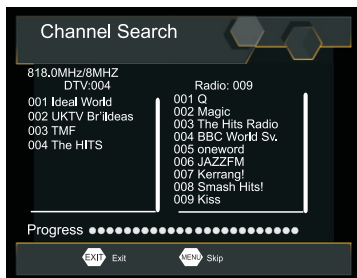 Channel Search
818.0MHz/8MHZ
DTV:004
001 Ideal World
002 UKTV Br'ildeas
003 TMF
004 The HITS
Radio: 009
001 Q
002 Magic
003 The Hits Radio
004 BBC World Sv.
005 oneword
006 JAZZFM
007 Kerrang!
008 Smash Hits!
009 Kiss
Progress
EXIT Exit MENU Skip